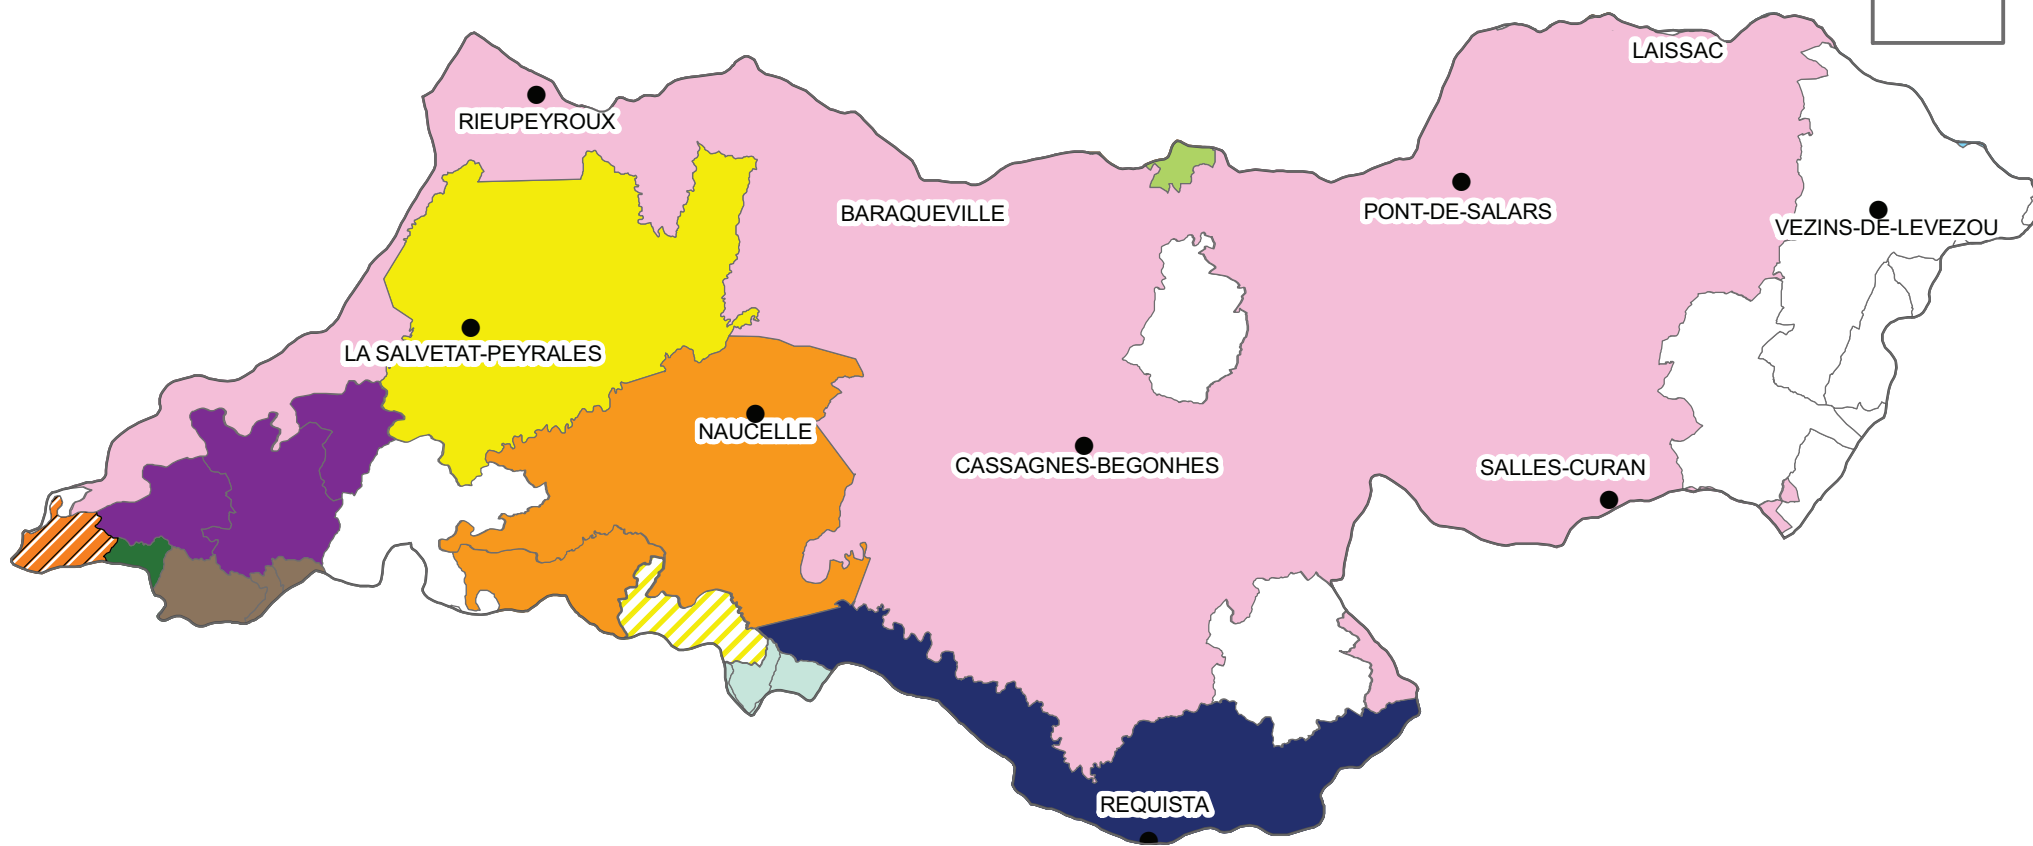 LAISSAC
RIEUPEYROUX
BARAQUEVILLE
PONT-DE-SALARS
VEZINS-DE-LEVEZOU
LA SALVETAT-PEYRALES
NAUCELLE
CASSAGNES-BEGONHES
SALLES-CURAN
REQUISTA